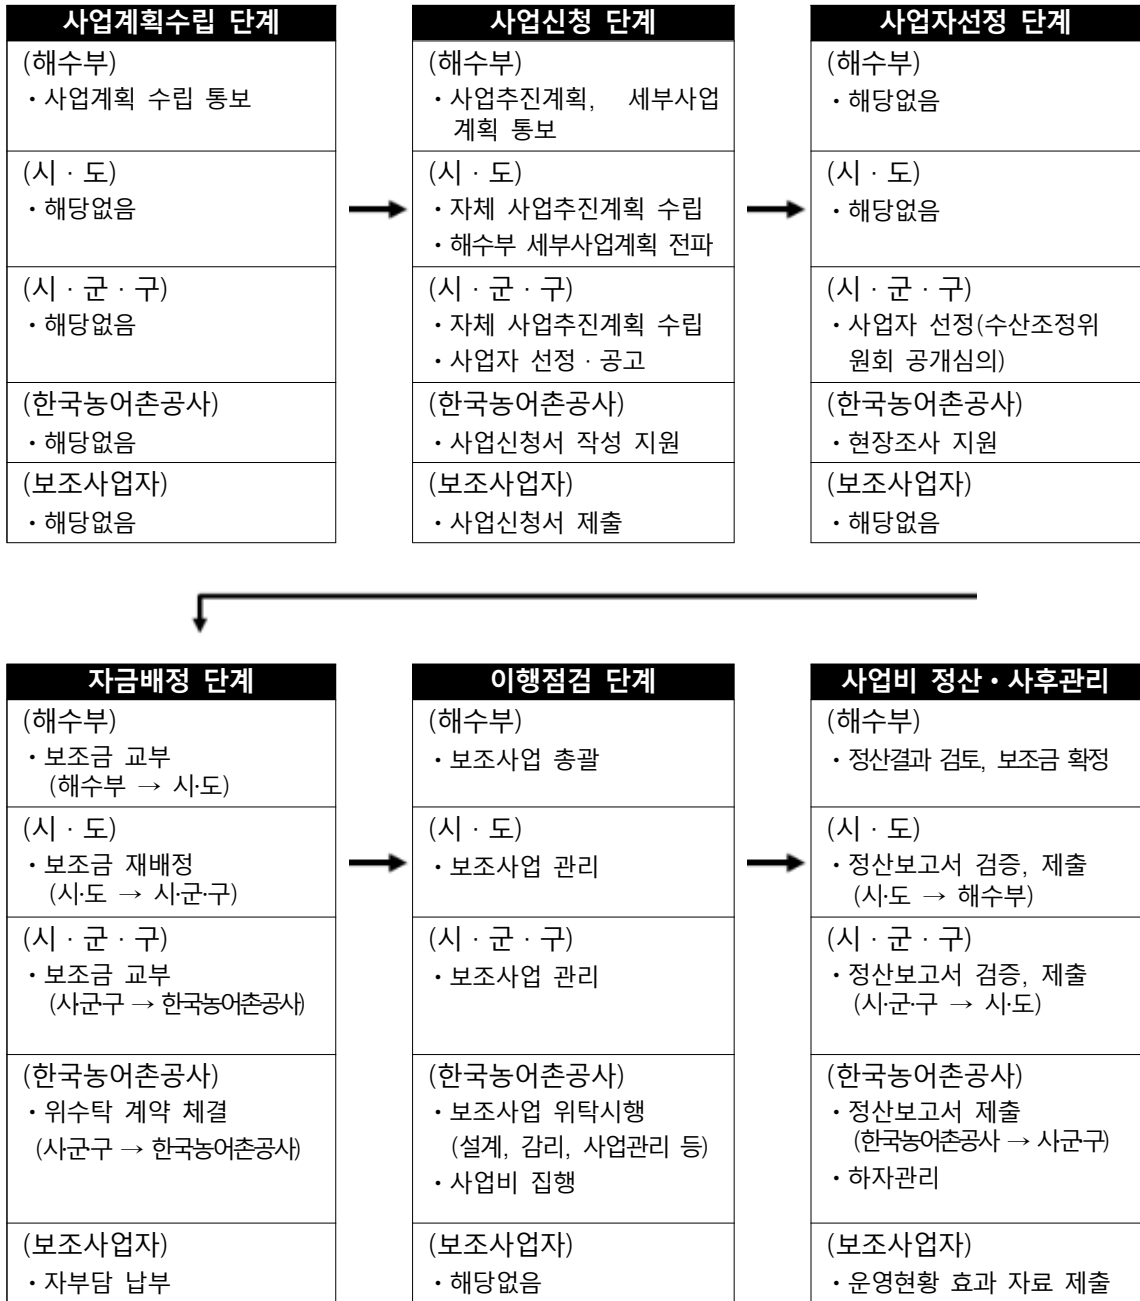 사업계획수립 단계
(해수부)
・사업계획 수립 통보
(시 · 도)
・해당없음
(시 · 군 · 구)
・해당없음
(한국농어촌공사)
・해당없음
(보조사업자)
・해당없음
사업신청 단계
(해수부)
・사업추진계획, 세부사업
계획 통보
(시 · 도)
・자체 사업추진계획 수립
・해수부 세부사업계획 전파
(시 · 군 · 구)
・자체 사업추진계획 수립
・사업자 선정 · 공고
(한국농어촌공사)
・사업신청서 작성 지원
(보조사업자)
・사업신청서 제출
사업자선정 단계
(해수부)
・해당없음
(시 · 도)
・해당없음
(시 · 군 · 구)
・사업자 선정(수산조정위
원회 공개심의)
(한국농어촌공사)
・현장조사 지원
(보조사업자)
・해당없음
자금배정 단계
(해수부)
・보조금 교부
(해수부 → 시·도)
(시 · 도)
・보조금 재배정
(시·도 → 시·군·구)
(시 · 군 · 구)
・보조금 교부
(시·군·구 → 한국농어촌공사)
(한국농어촌공사)
・위수탁 계약 체결
(시·군·구 → 한국농어촌공사)
(보조사업자)
・자부담 납부
이행점검 단계
(해수부)
・보조사업 총괄
(시 · 도)
・보조사업 관리
(시 · 군 · 구)
・보조사업 관리
(한국농어촌공사)
・보조사업 위탁시행
(설계, 감리, 사업관리 등)
・사업비 집행
(보조사업자)
・해당없음
사업비 정산・사후관리
(해수부)
・정산결과 검토, 보조금 확정
(시 · 도)
・정산보고서 검증, 제출
(시·도 → 해수부)
(시 · 군 · 구)
・정산보고서 검증, 제출
(시·군·구 → 시·도)
(한국농어촌공사)
・정산보고서 제출
(한국농어촌공사 → 시·군·구)
・하자관리
(보조사업자)
・운영현황 효과 자료 제출